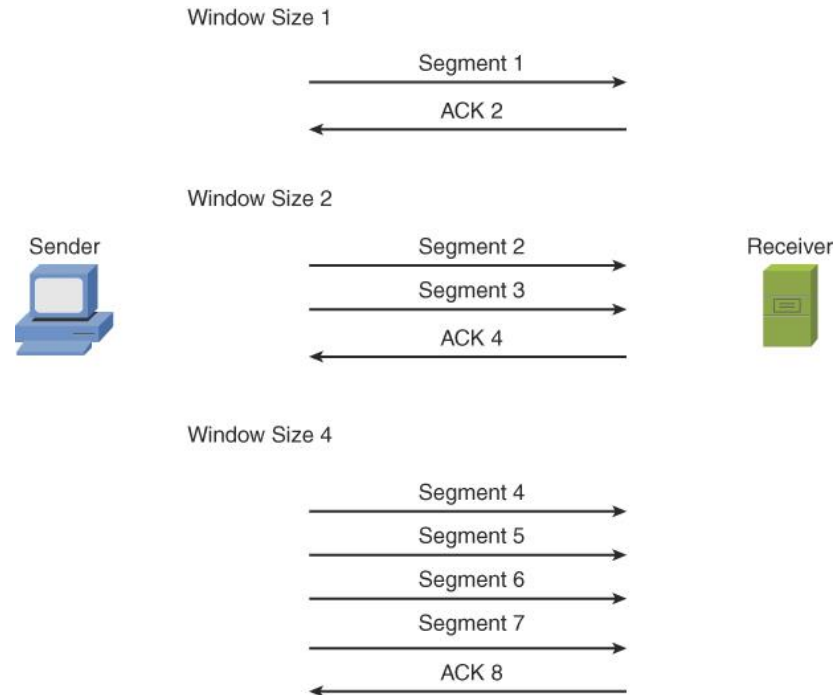 Window Size 1
Segment 1
ACK 2
Window Size 2
Sender
Segment 2
Receiver
Segment 3
ACK 4
Window Size 4
Segment 4
Segment 5
Segment 6
Segment 7
ACK 8